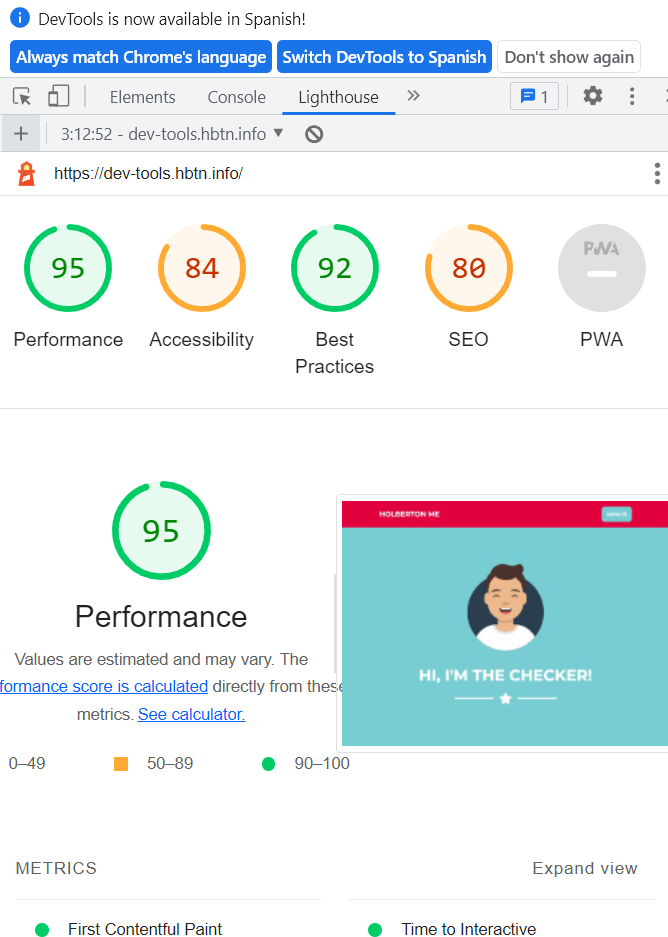 DevTools is now available in Spanish!
Always match Chrome's language Switch DevTools to Spanish Don't show again
Elements Console Lighthouse 1
3:12:52 - dev-tools.hbtn.info
https://dev-tools.hbtn.info/
95 84 92 80 PWA
Performance Accessibility Best Practices SEO PWA
95
Performance
Values are estimated and may vary. The
formance score is calculated directly from these
metrics. See calculator.
0–49 50–89 90–100
HOLBERTON ME
HI, I'M THE CHECKER!
METRICS Expand view
First Contentful Paint Time to Interactive